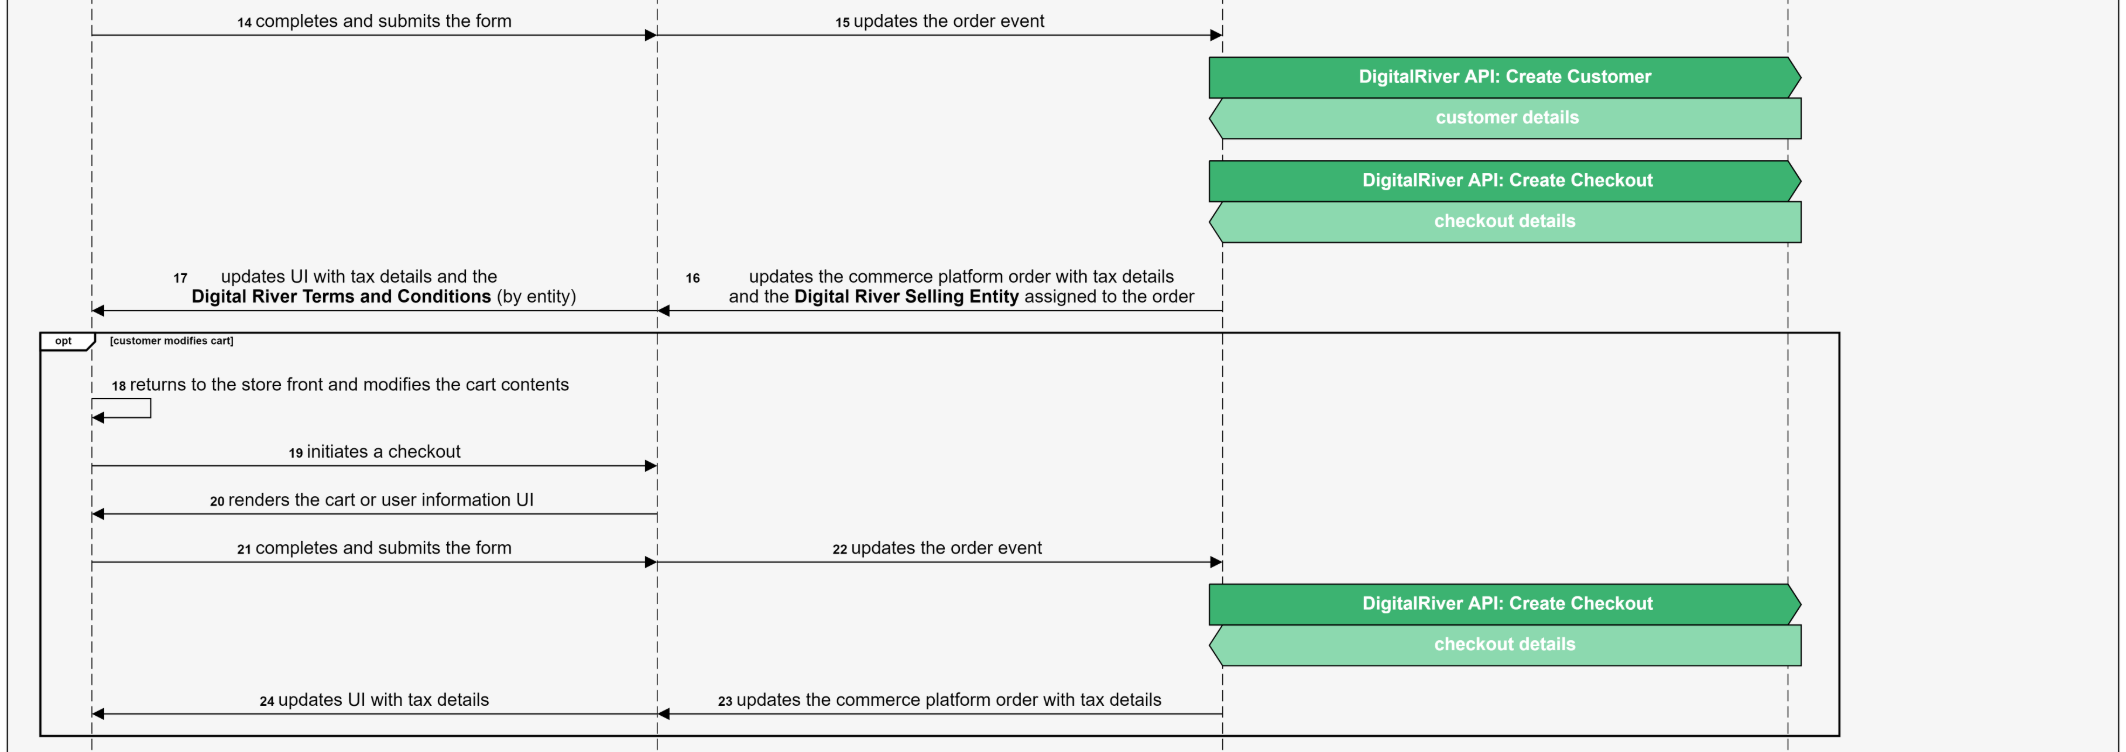 14 completes and submits the form
15 updates the order event
DigitalRiver API: Create Customer
customer details
DigitalRiver API: Create Checkout
checkout details
17 updates UI with tax details and the
Digital River Terms and Conditions (by entity)
16 updates the commerce platform order with tax details
and the Digital River Selling Entity assigned to the order
opt [customer modifies cart]
18 returns to the store front and modifies the cart contents
19 initiates a checkout
20 renders the cart or user information UI
21 completes and submits the form
22 updates the order event
DigitalRiver API: Create Checkout
checkout details
24 updates UI with tax details
23 updates the commerce platform order with tax details